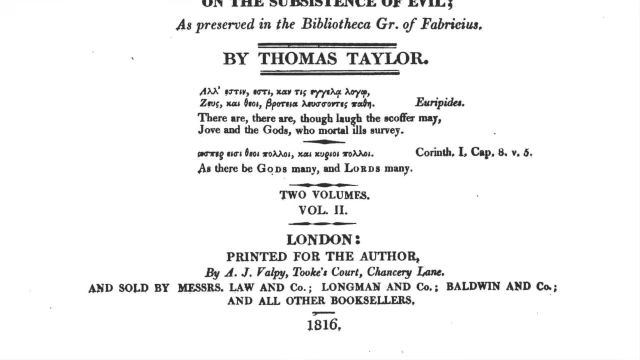 ON THE SUBSISTENCE OF EVIL;
As preserved in the Bibliotheca Gr. of Fabricius.
BY THOMAS TAYLOR.
Αλλ’ εστιν, εστι, καν τις εγγελᾳ λογῳ,
Ζευς, και θεοι, βροτεια λευσσοντες παθη. Euripides.
There are, there are, though laugh the scoffer may,
Jove and the Gods, who mortal ills survey.
ωσπερ εισι θεοι πολλοι, και κυριοι πολλοι. Corinth. I, Cap, 8. v. 5.
As there be GODS many, and LORDS many.
TWO VOLUMES.
VOL. II.
LONDON:
PRINTED FOR THE AUTHOR,
By A. J. Valpy, Tooke's Court, Chancery Lane.
AND SOLD BY MESSRS. LAW AND Co.; LONGMAN AND Co.; BALDWIN AND Co.;
AND ALL OTHER BOOKSELLERS.
1816.